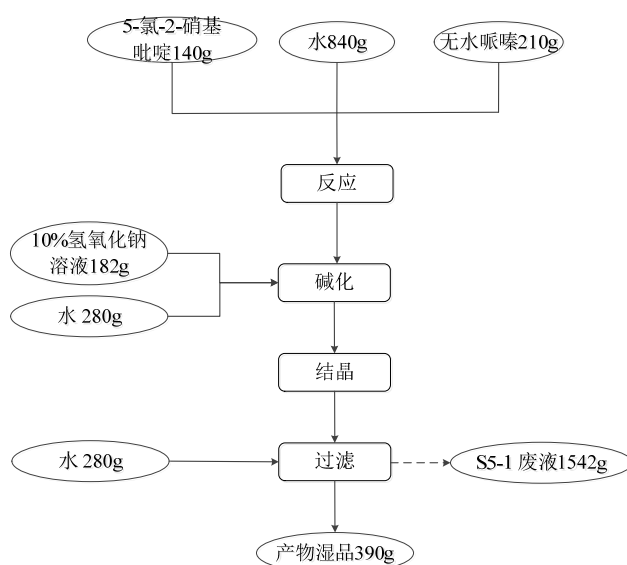 5-氯-2-硝基
吡啶140g
水840g
无水哌嗪210g
反应
10%氢氧化钠
溶液182g
水 280g
碱化
结晶
水 280g
过滤
S5-1 废液1542g
产物湿品390g